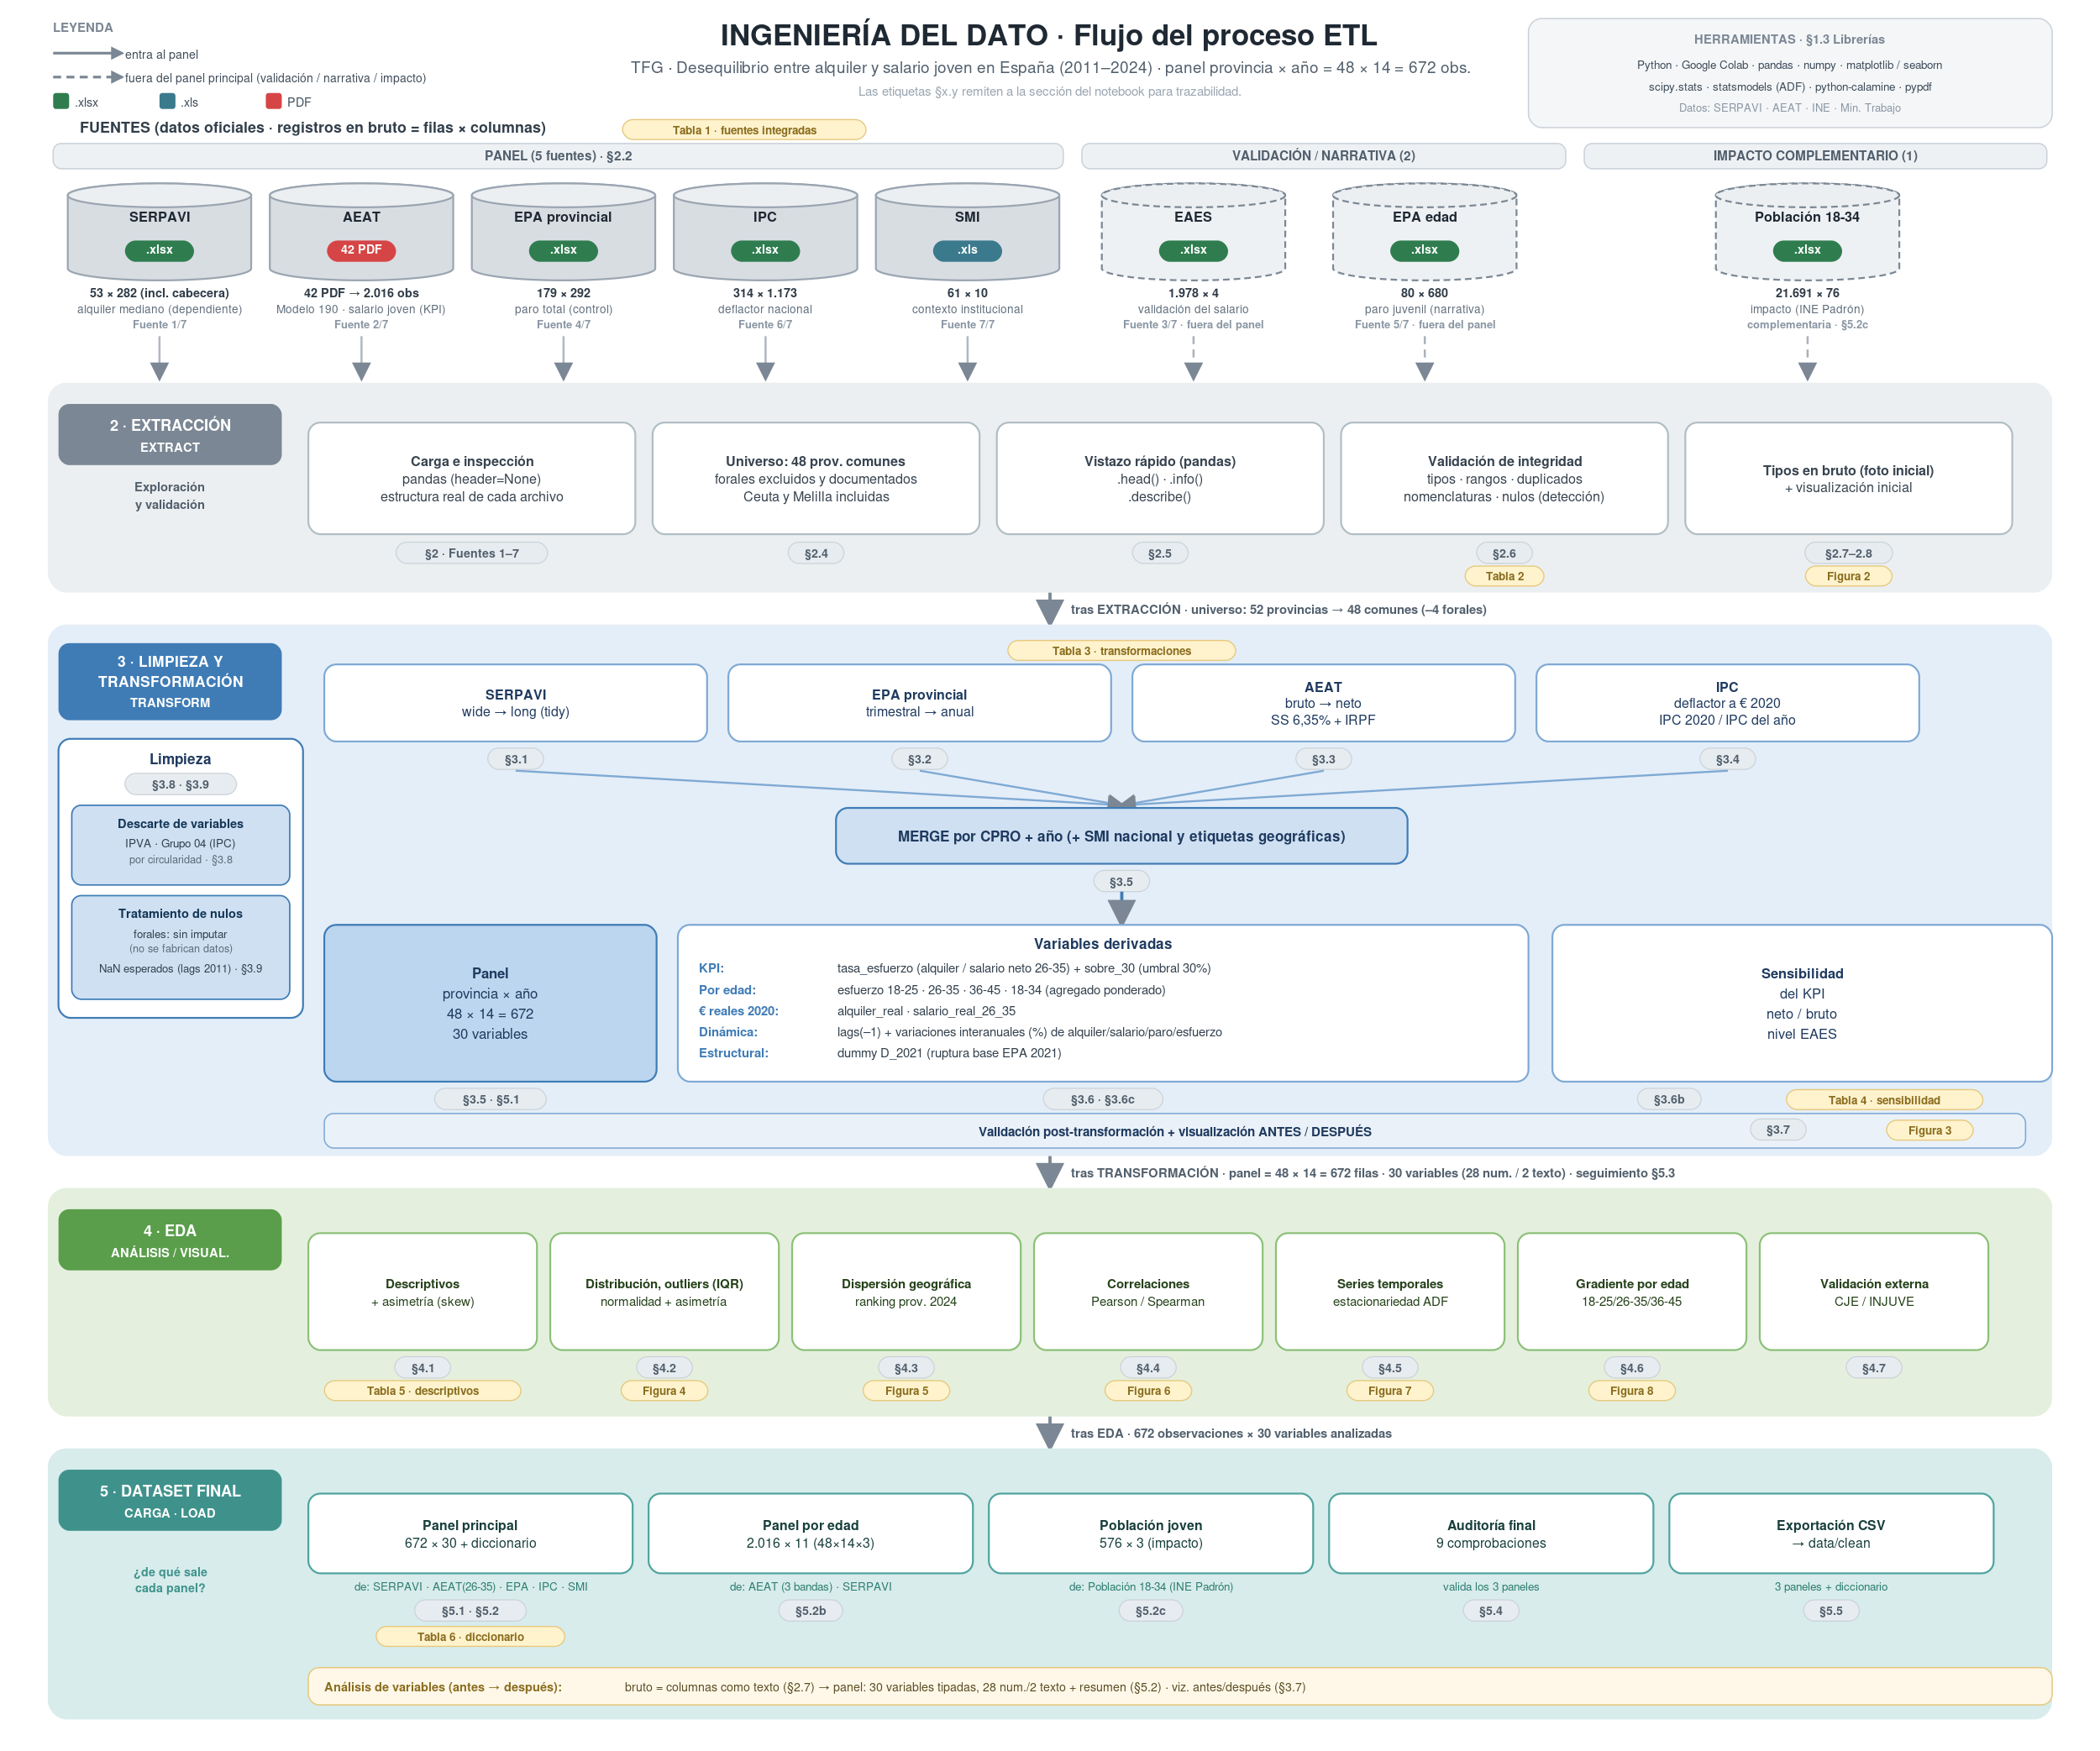 LEYENDA
entra al panel
fuera del panel principal (validación / narrativa / impacto)
.xlsx
.xls
PDF
INGENIERÍA DEL DATO · Flujo del proceso ETL
TFG · Desequilibrio entre alquiler y salario joven en España (2011–2024) · panel provincia × año = 48 × 14 = 672 obs.
Las etiquetas §x.y remiten a la sección del notebook para trazabilidad.
HERRAMIENTAS · §1.3 Librerías
Python · Google Colab · pandas · numpy · matplotlib / seaborn
scipy.stats · statsmodels (ADF) · python-calamine · pypdf
Datos: SERPAVI · AEAT · INE · Min. Trabajo
FUENTES (datos oficiales · registros en bruto = filas × columnas)
Tabla 1 · fuentes integradas
PANEL (5 fuentes) · §2.2
VALIDACIÓN / NARRATIVA (2)
IMPACTO COMPLEMENTARIO (1)
SERPAVI
.xlsx
53 × 282 (incl. cabecera)
alquiler mediano (dependiente)
Fuente 1/7
AEAT
42 PDF
42 PDF → 2.016 obs
Modelo 190 · salario joven (KPI)
Fuente 2/7
EPA provincial
.xlsx
179 × 292
paro total (control)
Fuente 4/7
IPC
.xlsx
314 × 1.173
deflactor nacional
Fuente 6/7
SMI
.xls
61 × 10
contexto institucional
Fuente 7/7
EAES
.xlsx
1.978 × 4
validación del salario
Fuente 3/7 · fuera del panel
EPA edad
.xlsx
80 × 680
paro juvenil (narrativa)
Fuente 5/7 · fuera del panel
Población 18-34
.xlsx
21.691 × 76
impacto (INE Padrón)
complementaria · §5.2c
2 · EXTRACCIÓN
EXTRACT
Exploración
y validación
Carga e inspección
pandas (header=None)
estructura real de cada archivo
§2 · Fuentes 1–7
Universo: 48 prov. comunes
forales excluidos y documentados
Ceuta y Melilla incluidas
§2.4
Vistazo rápido (pandas)
.head() · .info()
.describe()
§2.5
Validación de integridad
tipos · rangos · duplicados
nomenclaturas · nulos (detección)
§2.6
Tabla 2
Tipos en bruto (foto inicial)
+ visualización inicial
§2.7–2.8
Figura 2
tras EXTRACCIÓN · universo: 52 provincias → 48 comunes (–4 forales)
3 · LIMPIEZA Y
TRANSFORMACIÓN
TRANSFORM
Tabla 3 · transformaciones
SERPAVI
wide → long (tidy)
§3.1
EPA provincial
trimestral → anual
§3.2
AEAT
bruto → neto
SS 6,35% + IRPF
§3.3
IPC
deflactor a € 2020
IPC 2020 / IPC del año
§3.4
Limpieza
§3.8 · §3.9
Descarte de variables
IPVA · Grupo 04 (IPC)
por circularidad · §3.8
Tratamiento de nulos
forales: sin imputar
(no se fabrican datos)
NaN esperados (lags 2011) · §3.9
MERGE por CPRO + año (+ SMI nacional y etiquetas geográficas)
§3.5
Panel
provincia × año
48 × 14 = 672
30 variables
§3.5 · §5.1
Variables derivadas
KPI: tasa_esfuerzo (alquiler / salario neto 26-35) + sobre_30 (umbral 30%)
Por edad: esfuerzo 18-25 · 26-35 · 36-45 · 18-34 (agregado ponderado)
€ reales 2020: alquiler_real · salario_real_26_35
Dinámica: lags(–1) + variaciones interanuales (%) de alquiler/salario/paro/esfuerzo
Estructural: dummy D_2021 (ruptura base EPA 2021)
§3.6 · §3.6c
Sensibilidad
del KPI
neto / bruto
nivel EAES
§3.6b
Tabla 4 · sensibilidad
Validación post-transformación + visualización ANTES / DESPUÉS
§3.7
Figura 3
tras TRANSFORMACIÓN · panel = 48 × 14 = 672 filas · 30 variables (28 num. / 2 texto) · seguimiento §5.3
4 · EDA
ANÁLISIS / VISUAL.
Descriptivos
+ asimetría (skew)
§4.1
Tabla 5 · descriptivos
Distribución, outliers (IQR)
normalidad + asimetría
§4.2
Figura 4
Dispersión geográfica
ranking prov. 2024
§4.3
Figura 5
Correlaciones
Pearson / Spearman
§4.4
Figura 6
Series temporales
estacionariedad ADF
§4.5
Figura 7
Gradiente por edad
18-25/26-35/36-45
§4.6
Figura 8
Validación externa
CJE / INJUVE
§4.7
tras EDA · 672 observaciones × 30 variables analizadas
5 · DATASET FINAL
CARGA · LOAD
¿de qué sale
cada panel?
Panel principal
672 × 30 + diccionario
de: SERPAVI · AEAT(26-35) · EPA · IPC · SMI
§5.1 · §5.2
Tabla 6 · diccionario
Panel por edad
2.016 × 11 (48×14×3)
de: AEAT (3 bandas) · SERPAVI
§5.2b
Población joven
576 × 3 (impacto)
de: Población 18-34 (INE Padrón)
§5.2c
Auditoría final
9 comprobaciones
valida los 3 paneles
§5.4
Exportación CSV
→ data/clean
3 paneles + diccionario
§5.5
Análisis de variables (antes → después): bruto = columnas como texto (§2.7) → panel: 30 variables tipadas, 28 num./2 texto + resumen (§5.2) · viz. antes/después (§3.7)